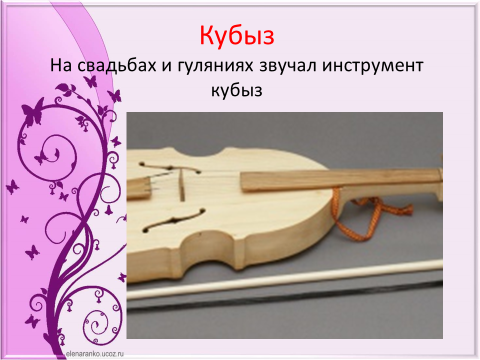 Кубыз
На свадьбах и гуляниях звучал инструмент
кубыз
elenaranko.ucoz.ru